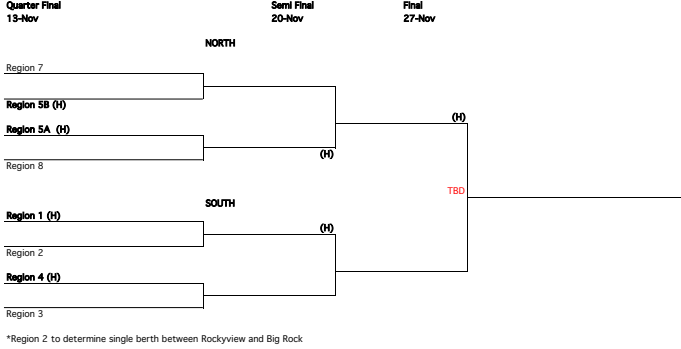 Quarter Final Semi Final Final
13-Nov 20-Nov 27-Nov
NORTH
Region 7
Region 5B (H)
(H)
Region 5A  (H)
(H)
Region 8
TBD
SOUTH
Region 1 (H)
(H)
Region 2
Region 4 (H)
Region 3
*Region 2 to determine single berth between Rockyview and Big Rock